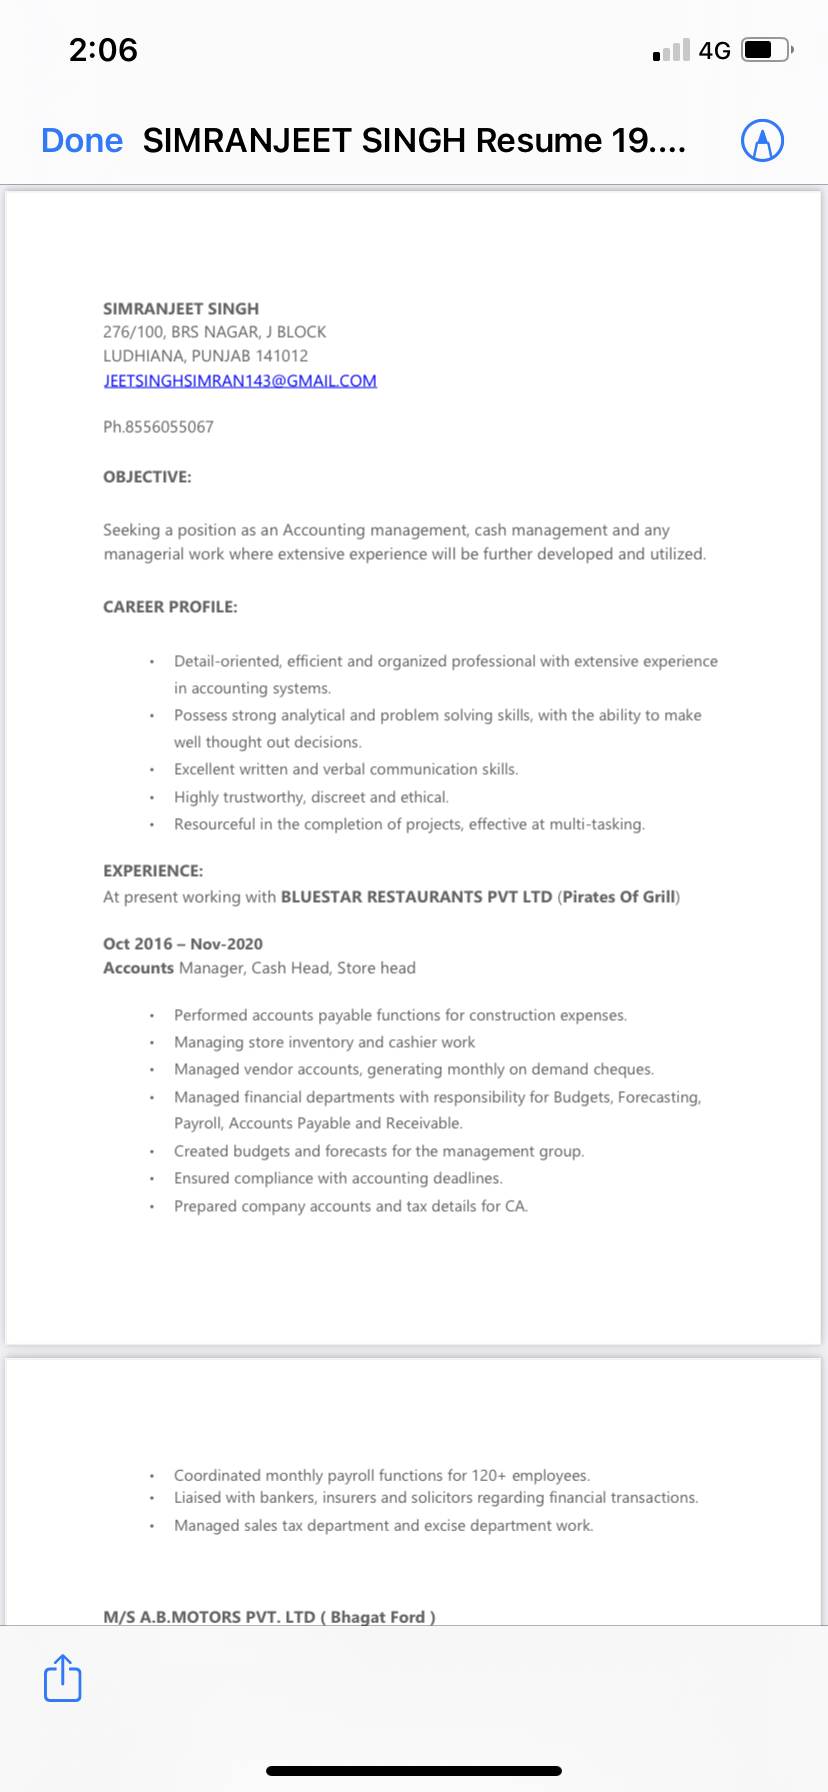 2:06
4G
Done SIMRANJEET SINGH Resume 19....
SIMRANJEET SINGH
276/100, BRS NAGAR, J BLOCK
LUDHIANA, PUNJAB 141012
JEETSINGHSIMRAN143@GMAIL.COM
Ph.8556055067
OBJECTIVE:
Seeking a position as an Accounting management, cash management and any
managerial work where extensive experience will be further developed and utilized.
CAREER PROFILE:
• Detail-oriented, efficient and organized professional with extensive experience
in accounting systems.
• Possess strong analytical and problem solving skills, with the ability to make
well thought out decisions.
• Excellent written and verbal communication skills.
• Highly trustworthy, discreet and ethical.
• Resourceful in the completion of projects, effective at multi-tasking.
EXPERIENCE:
At present working with BLUESTAR RESTAURANTS PVT LTD (Pirates Of Grill)
Oct 2016 – Nov-2020
Accounts Manager, Cash Head, Store head
• Performed accounts payable functions for construction expenses.
• Managing store inventory and cashier work
• Managed vendor accounts, generating monthly on demand cheques.
• Managed financial departments with responsibility for Budgets, Forecasting,
Payroll, Accounts Payable and Receivable.
• Created budgets and forecasts for the management group.
• Ensured compliance with accounting deadlines.
• Prepared company accounts and tax details for CA.
• Coordinated monthly payroll functions for 120+ employees.
• Liaised with bankers, insurers and solicitors regarding financial transactions.
• Managed sales tax department and excise department work.
M/S A.B.MOTORS PVT. LTD ( Bhagat Ford )